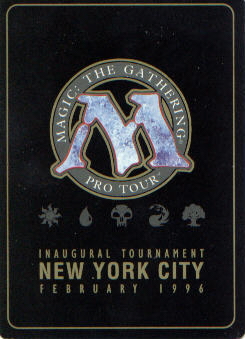 MAGIC: THE GATHERING
M
PRO TOUR
INAUGURAL TOURNAMENT
NEW YORK CITY
FEBRUARY 1996